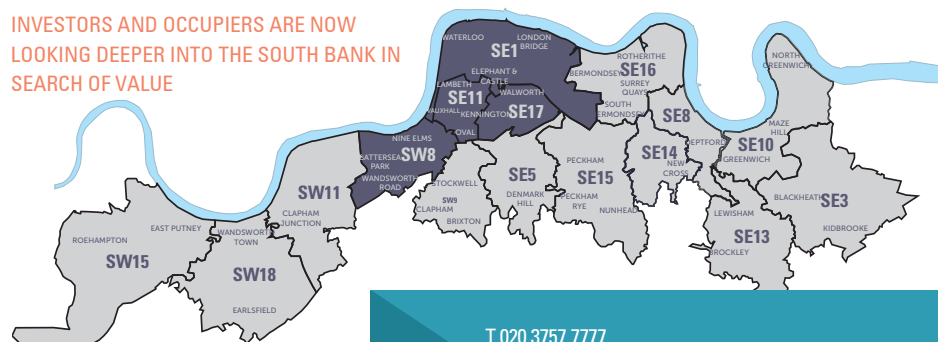 INVESTORS AND OCCUPIERS ARE NOW
LOOKING DEEPER INTO THE SOUTH BANK IN
SEARCH OF VALUE
WATERLOO
LONDON
BRIDGE
SE1
ELEPHANT &
CASTLE
LAMBETH
SE11
WALWORTH
VAUXHALL
KENNINGTON
SE17
OVAL
NINE ELMS
BATTERSEA
PARK
SW8
WANDSWORTH
ROAD
ROTHERITHE
BERMONDSEY
SE16
SURREY
QUAYS
SOUTH
BERMONDSEY
SE8
DEPTFORD
NORTH
GREENWICH
MAZE
HILL
SE10
GREENWICH
SE14
NEW
CROSS
PECKHAM
SE15
PECKHAM
RYE
NUNHEAD
SE5
DENMARK
HILL
STOCKWELL
SW9
CLAPHAM
BRIXTON
SW11
CLAPHAM
JUNCTION
BLACKHEATH
SE3
KIDBROOKE
LEWISHAM
SE13
BROCKLEY
EAST PUTNEY
ROEHAMPTON
SW15
WANDSWORTH
TOWN
SW18
EARLSFIELD
T 020 3757 7777